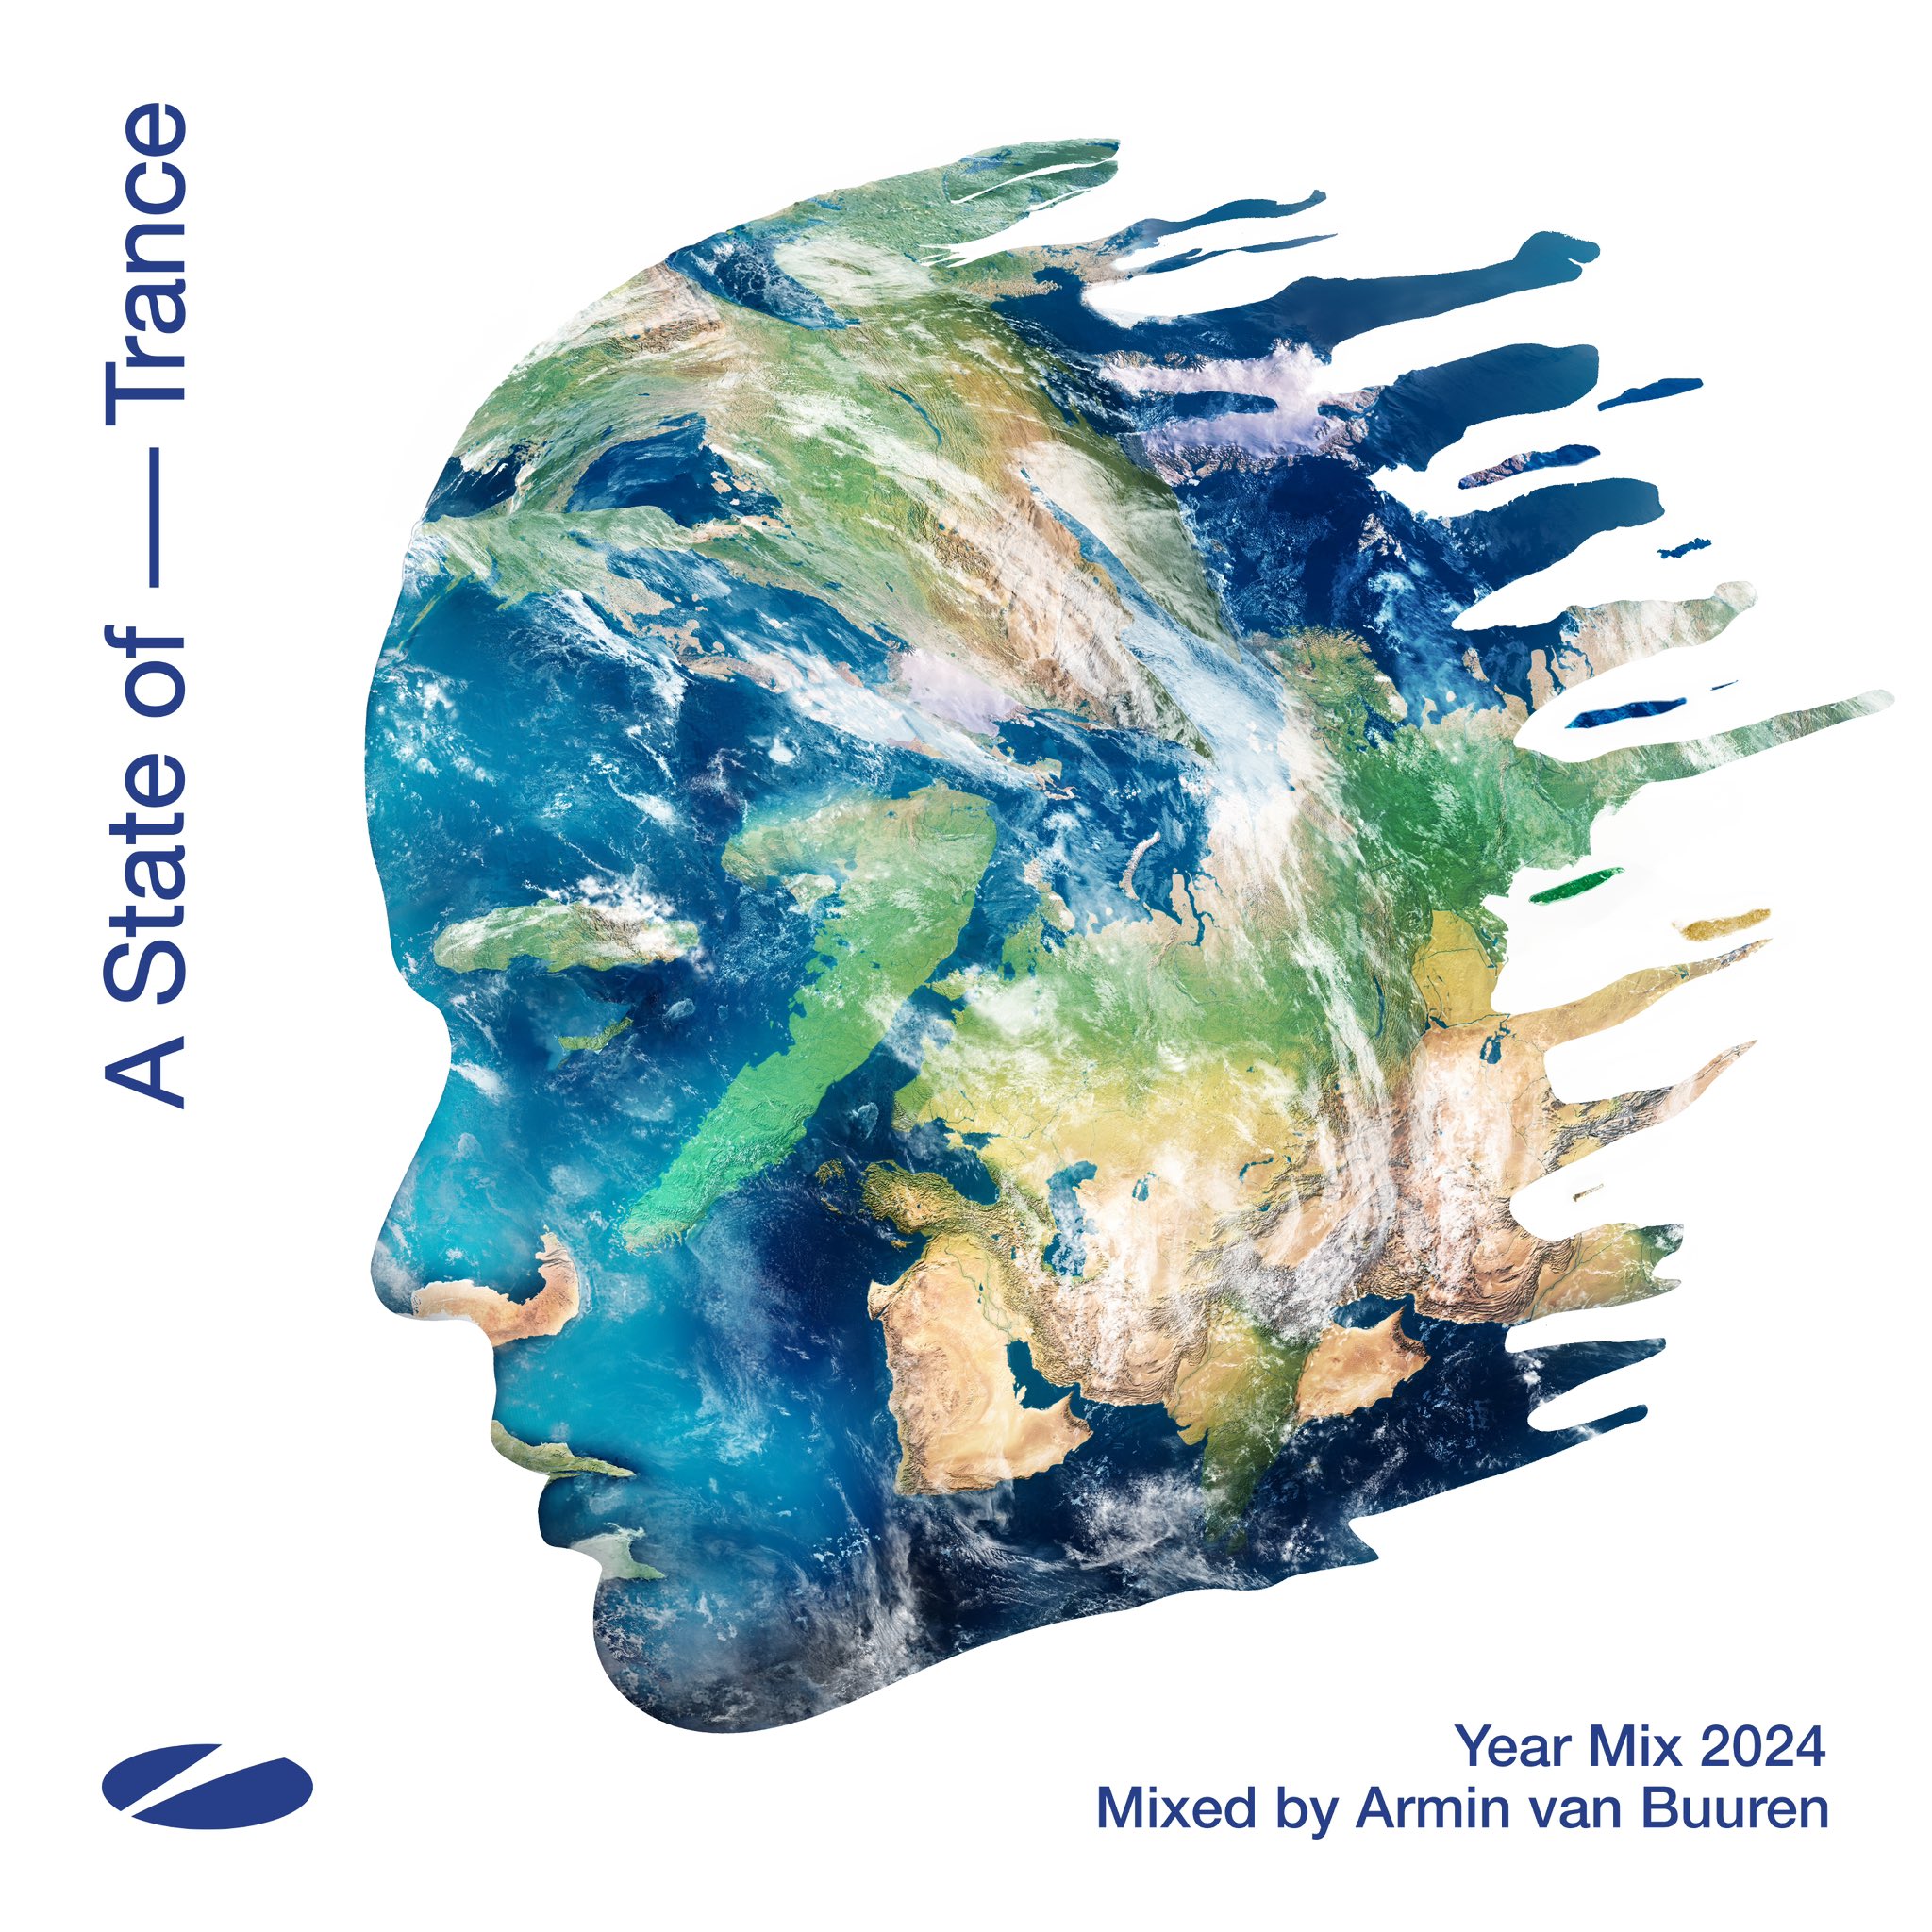 A State of — Trance
Year Mix 2024
Mixed by Armin van Buuren